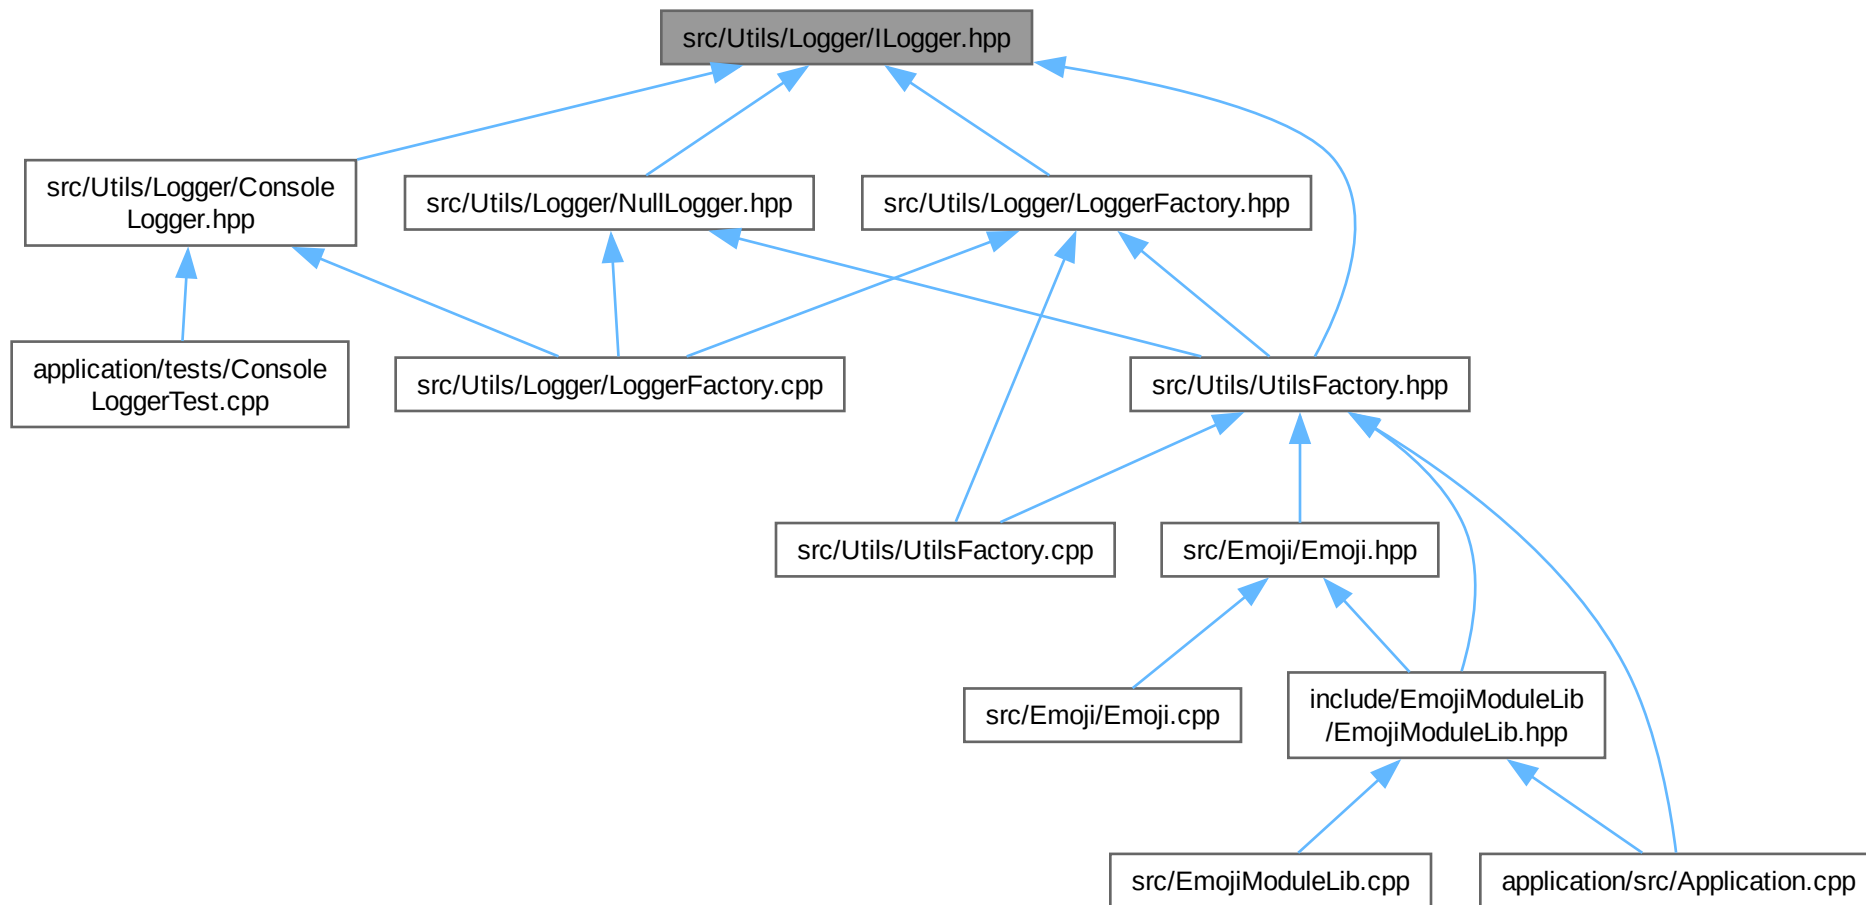 src/Utils/Logger/ILogger.hpp
src/Utils/Logger/Console
Logger.hpp
src/Utils/Logger/NullLogger.hpp
src/Utils/Logger/LoggerFactory.hpp
application/tests/Console
LoggerTest.cpp
src/Utils/Logger/LoggerFactory.cpp
src/Utils/UtilsFactory.hpp
src/Utils/UtilsFactory.cpp
src/Emoji/Emoji.hpp
src/Emoji/Emoji.cpp
include/EmojiModuleLib
/EmojiModuleLib.hpp
src/EmojiModuleLib.cpp
application/src/Application.cpp